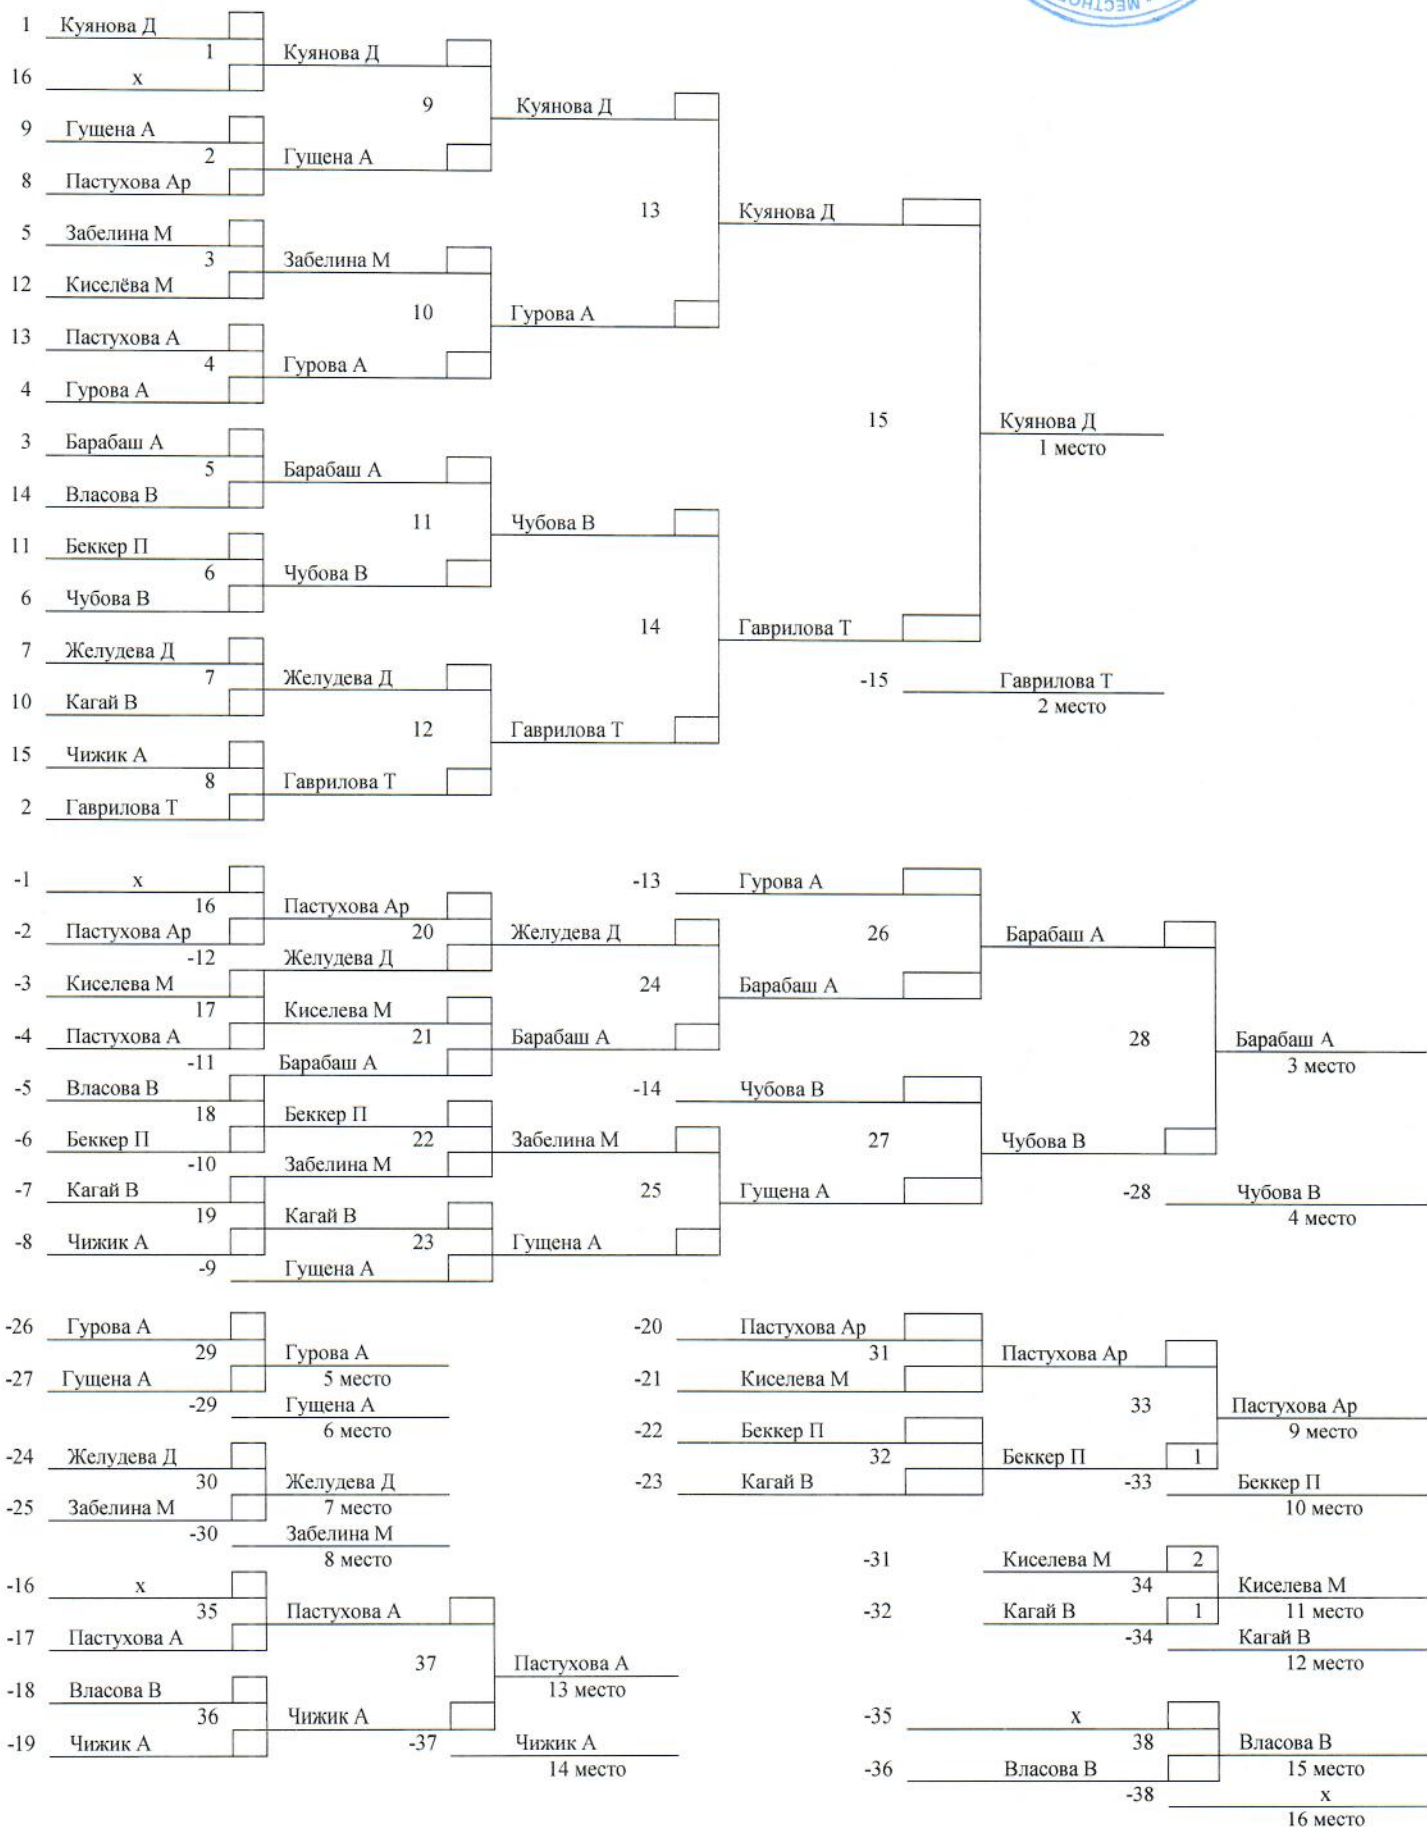 МЕСТНО
1 Куянова Д
1 Куянова Д
16 х
9 Куянова Д
9 Гущена А
2 Гущена А
8 Пастухова Ар
13 Куянова Д
5 Забелина М
3 Забелина М
12 Киселёва М
10 Гурова А
13 Пастухова А
4 Гурова А
4 Гурова А
15 Куянова Д
1 место
3 Барабаш А
5 Барабаш А
14 Власова В
11 Чубова В
11 Беккер П
6 Чубова В
6 Чубова В
14 Гаврилова Т
7 Желудева Д
7 Желудева Д
-15 Гаврилова Т
2 место
10 Кагай В
12 Гаврилова Т
15 Чижик А
8 Гаврилова Т
2 Гаврилова Т
-1 х
-13 Гурова А
16 Пастухова Ар
-2 Пастухова Ар
20 Желудева Д
26 Барабаш А
-12 Желудева Д
-3 Киселева М
24 Барабаш А
17 Киселева М
-4 Пастухова А
21 Барабаш А
28 Барабаш А
3 место
-11 Барабаш А
-5 Власова В
-14 Чубова В
18 Беккер П
-6 Беккер П
22 Забелина М
27 Чубова В
-10 Забелина М
-7 Кагай В
25 Гущена А
-28 Чубова В
4 место
19 Кагай В
-8 Чижик А
23 Гущена А
-9 Гущена А
-26 Гурова А
29 Гурова А
5 место
-27 Гущена А
-29 Гущена А
6 место
-24 Желудева Д
30 Желудева Д
7 место
-25 Забелина М
-30 Забелина М
8 место
-20 Пастухова Ар
31 Пастухова Ар
-21 Киселева М
33 Пастухова Ар
9 место
-22 Беккер П
32 Беккер П 1
-23 Кагай В
-33 Беккер П
10 место
-31 Киселева М 2
34 Киселева М
11 место
-32 Кагай В 1
-34 Кагай В
12 место
-16 х
35 Пастухова А
-17 Пастухова А
37 Пастухова А
13 место
-18 Власова В
36 Чижик А
-19 Чижик А
-37 Чижик А
14 место
-35 х
38 Власова В
15 место
-36 Власова В
-38 х
16 место